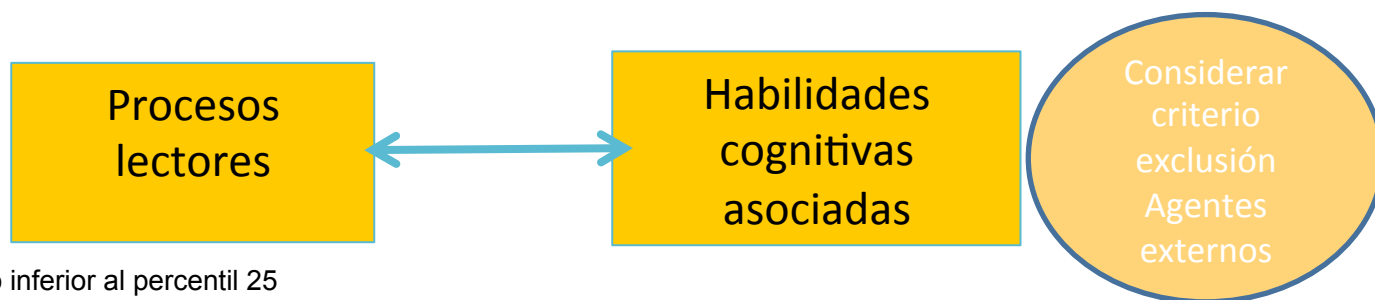 Procesos
lectores
Habilidades
cognitivas
asociadas
Considerar
criterio
exclusión
Agentes
externos
o inferior al percentil 25